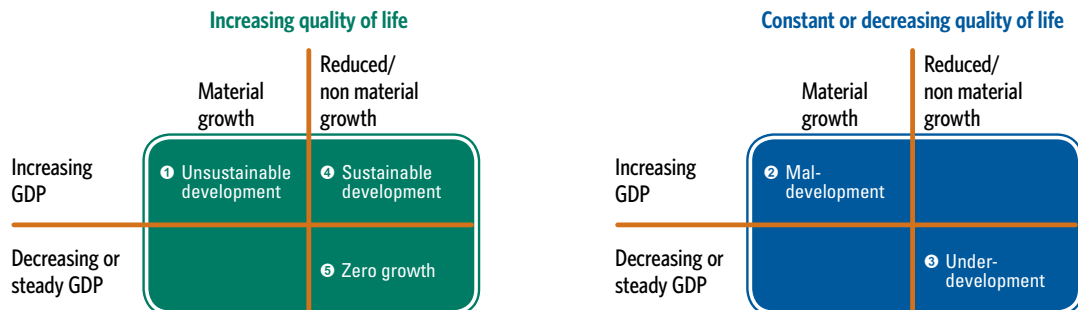 Increasing quality of life
Material
growth
Reduced/
non material
growth
Increasing
GDP
❶ Unsustainable
development
❹ Sustainable
development
Decreasing or
steady GDP
❺ Zero growth
Constant or decreasing quality of life
Material
growth
Reduced/
non material
growth
Increasing
GDP
❷ Mal-
development
Decreasing or
steady GDP
❸ Under-
development